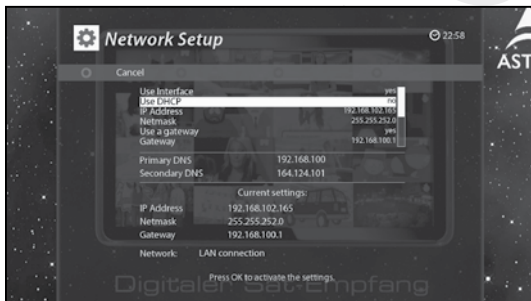 Network Setup
22:58
AST
Cancel
Use Interface yes
Use DHCP no
IP Address 192.168.102.165
Netmask 255.255.252.0
Use a gateway yes
Gateway 192.168.100.1
Primary DNS 192.168.100
Secondary DNS 164.124.101
Current settings:
IP Address 192.168.102.165
Netmask 255.255.252.0
Gateway 192.168.100.1
Network: LAN connection
Press OK to activate the settings.
Digitaler Sat-Empfang